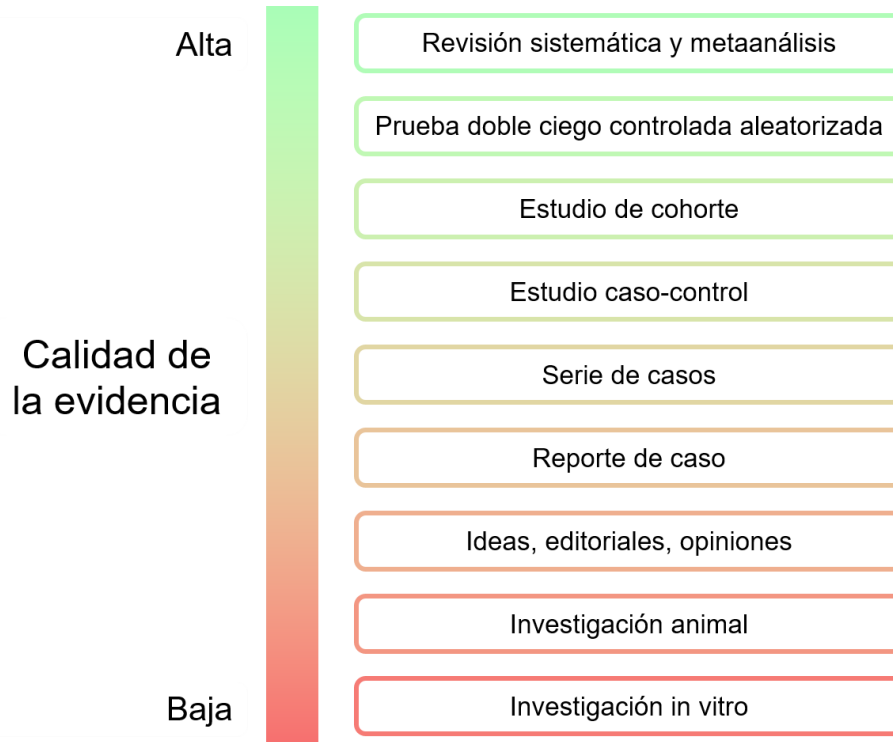 Alta
Revisión sistemática y metaanálisis
Prueba doble ciego controlada aleatorizada
Estudio de cohorte
Estudio caso-control
Calidad de
la evidencia
Serie de casos
Reporte de caso
Ideas, editoriales, opiniones
Investigación animal
Baja
Investigación in vitro